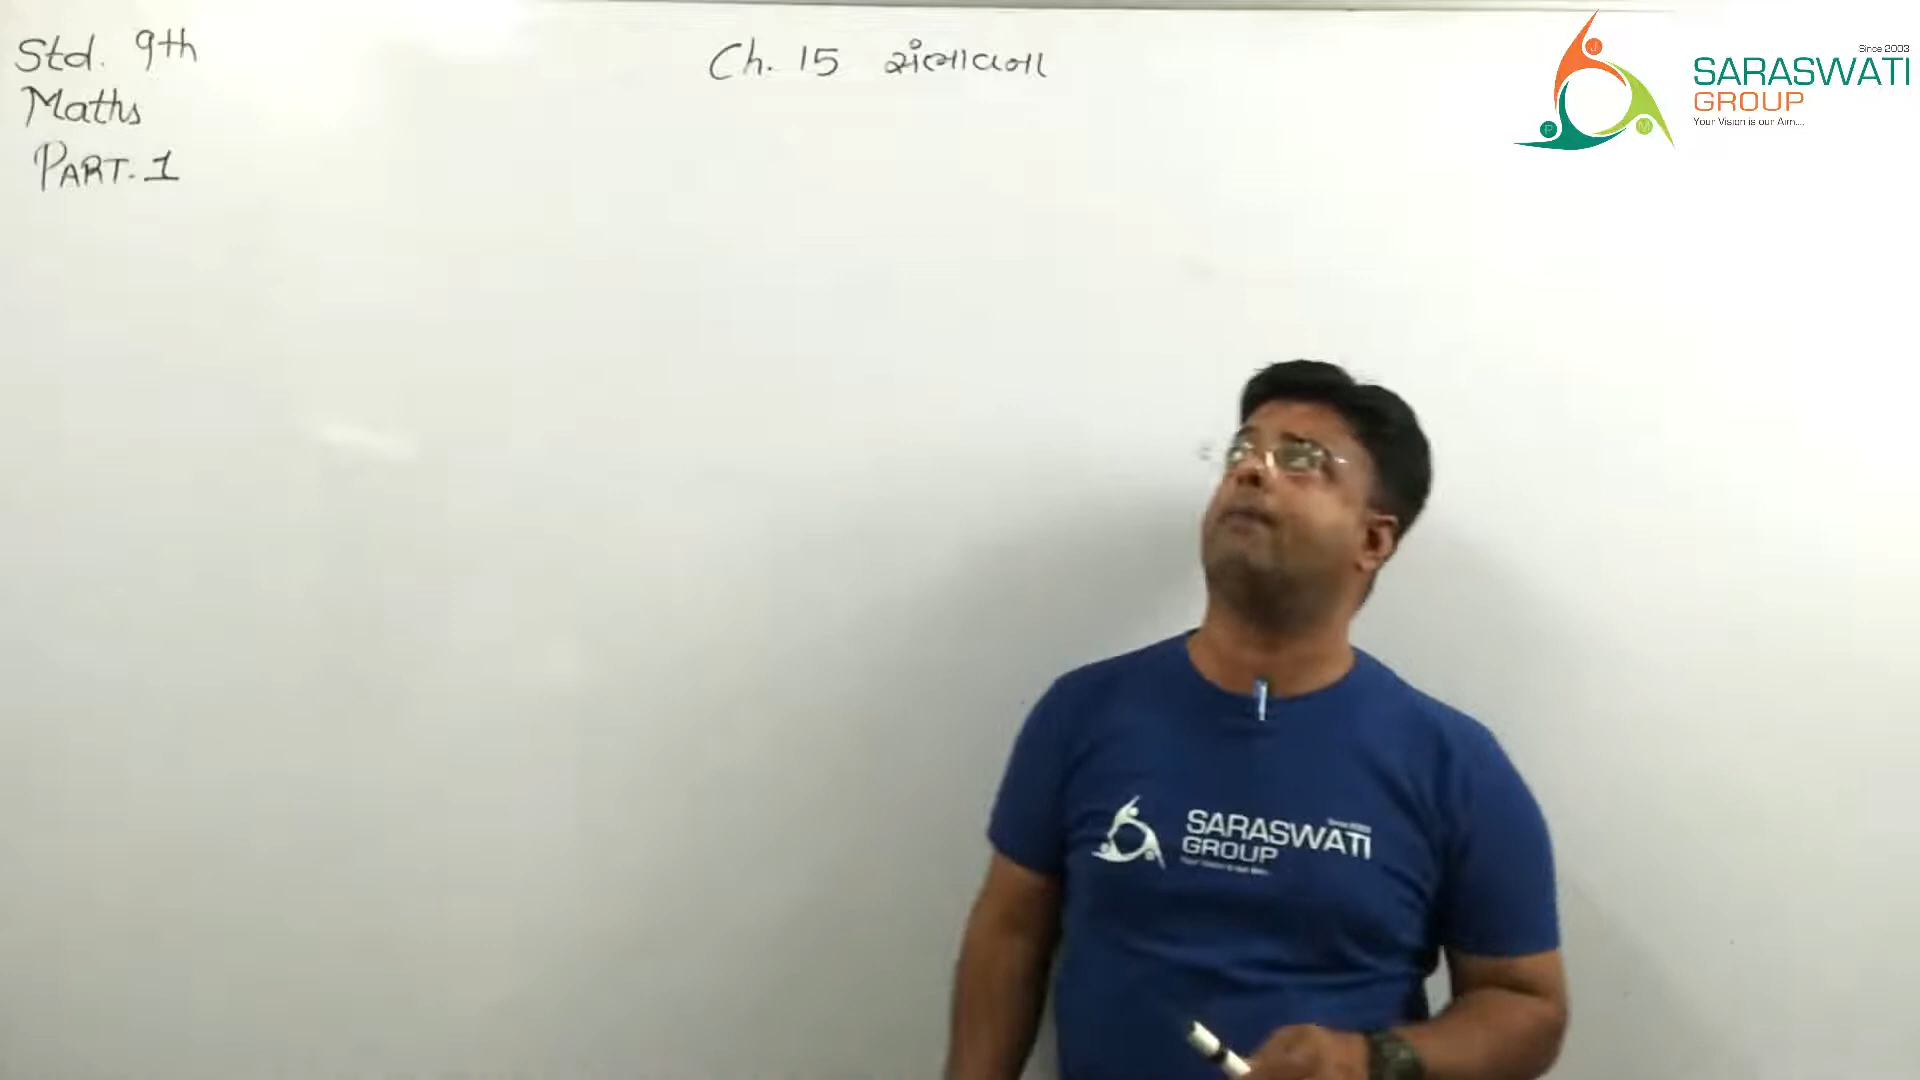 Std. 9th
Maths
PART. 1
Ch. 15 સંભાવના
Since 2003
SARASWATI
GROUP
Your Vision is our Aim....
J
P
M
SARASWATI
GROUP